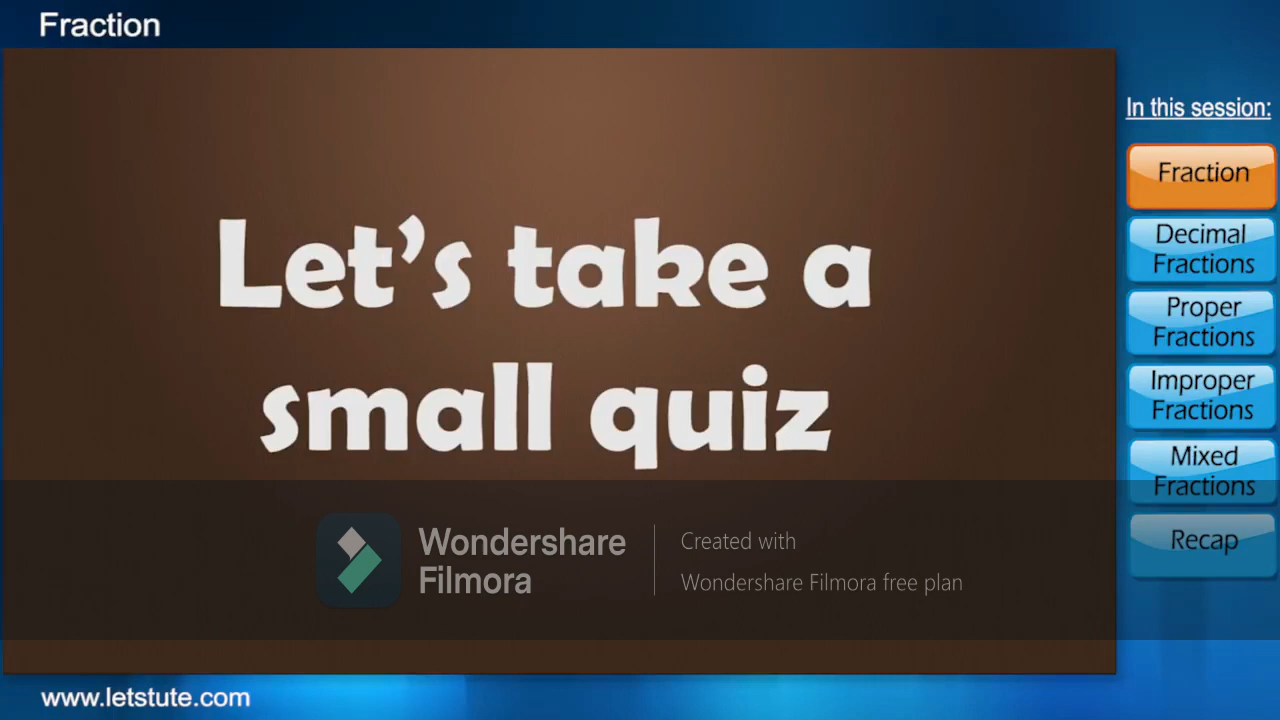 Fraction
In this session:
Fraction
Decimal
Fractions
Proper
Fractions
Improper
Fractions
Mixed
Fractions
Recap
Let's take a
small quiz
Wondershare
Filmora
Created with
Wondershare Filmora free plan
www.letstute.com